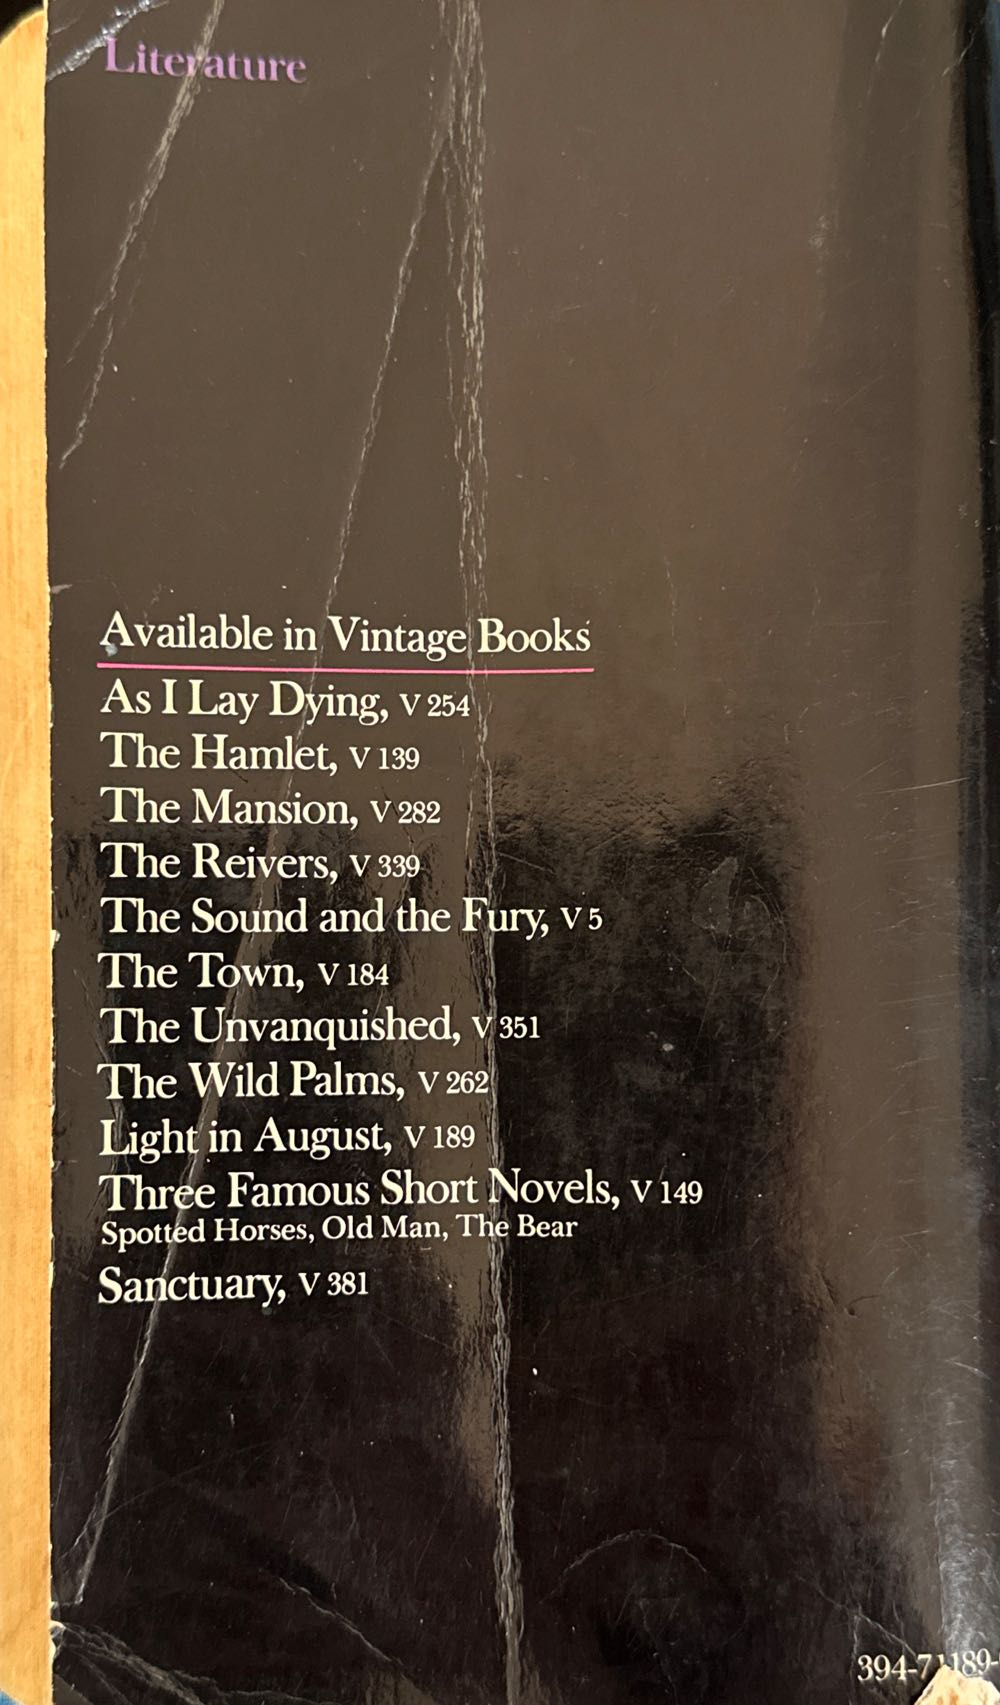 Literature
Available in Vintage Books
As I Lay Dying, V 254
The Hamlet, V 139
The Mansion, V 282
The Reivers, V 339
The Sound and the Fury, V 5
The Town, V 184
The Unvanquished, V 351
The Wild Palms, V 262
Light in August, V 189
Three Famous Short Novels, V 149
Spotted Horses, Old Man, The Bear
Sanctuary, V 381
394-71189-